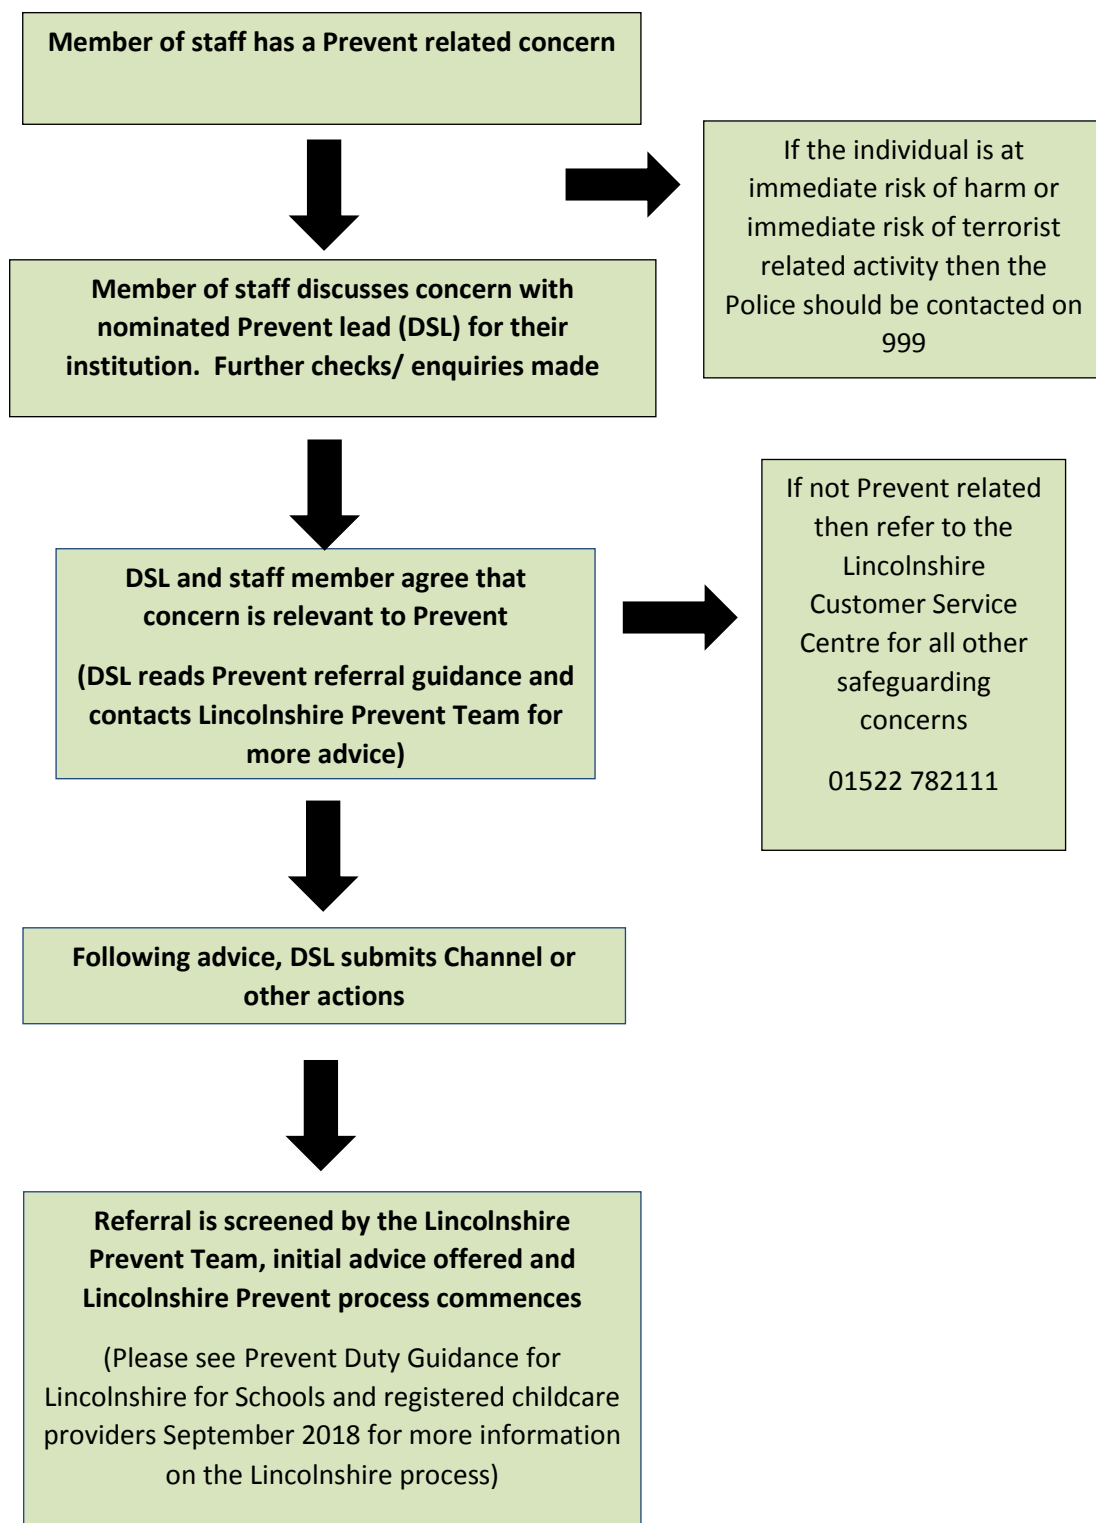 Member of staff has a Prevent related concern
If the individual is at
immediate risk of harm or
immediate risk of terrorist
related activity then the
Police should be contacted on
999
Member of staff discusses concern with
nominated Prevent lead (DSL) for their
institution.  Further checks/ enquiries made
If not Prevent related
then refer to the
Lincolnshire
Customer Service
Centre for all other
safeguarding
concerns
01522 782111
DSL and staff member agree that
concern is relevant to Prevent
(DSL reads Prevent referral guidance and
contacts Lincolnshire Prevent Team for
more advice)
Following advice, DSL submits Channel or
other actions
Referral is screened by the Lincolnshire
Prevent Team, initial advice offered and
Lincolnshire Prevent process commences
(Please see Prevent Duty Guidance for
Lincolnshire for Schools and registered childcare
providers September 2018 for more information
on the Lincolnshire process)